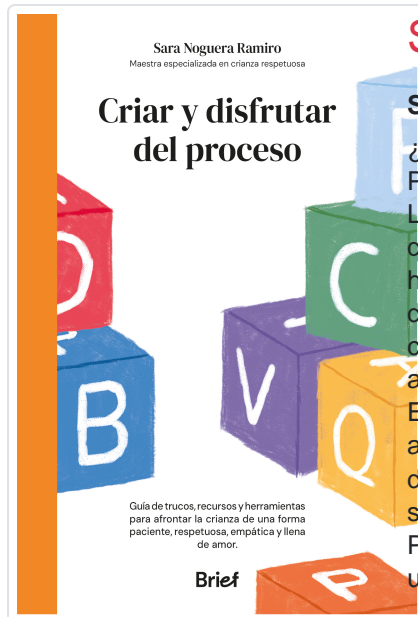 Sara Noguera Ramiro
Maestra especializada en crianza respetuosa
Criar y disfrutar
del proceso
C
V
B
Q
P
Guía de trucos, recursos y herramientas
para afrontar la crianza de una forma
paciente, respetuosa, empática y llena
de amor.
Brief